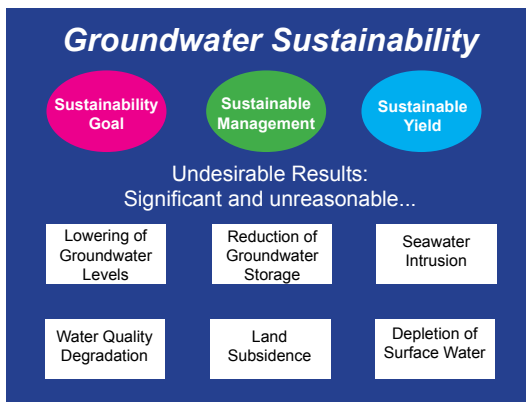 Groundwater Sustainability
Sustainability
Goal
Sustainable
Management
Sustainable
Yield
Undesirable Results:
Significant and unreasonable...
Lowering of
Groundwater
Levels
Reduction of
Groundwater
Storage
Seawater
Intrusion
Water Quality
Degradation
Land
Subsidence
Depletion of
Surface Water